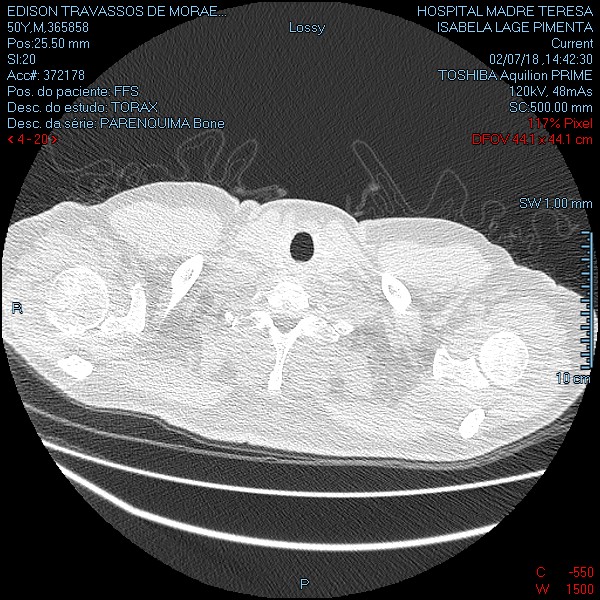 EDISON TRAVASSOS DE MORAE...
50Y,M,365858
Pos:25.50 mm
SI:20
Acc#: 372178
Pos. do paciente: FFS
Desc. do estudo: TORAX
Desc. da série: PARENQUIMA Bone
< 4 - 20 >
Lossy
HOSPITAL MADRE TERESA
ISABELA LAGE PIMENTA
Current
02/07/18 ,14:42:30
TOSHIBA Aquilion PRIME
120kV, 48mAs
SC:500.00 mm
117% Pixel
DFOV 44.1 x 44.1 cm
SW 1.00 mm
R
10 cm
P
C -550
W 1500